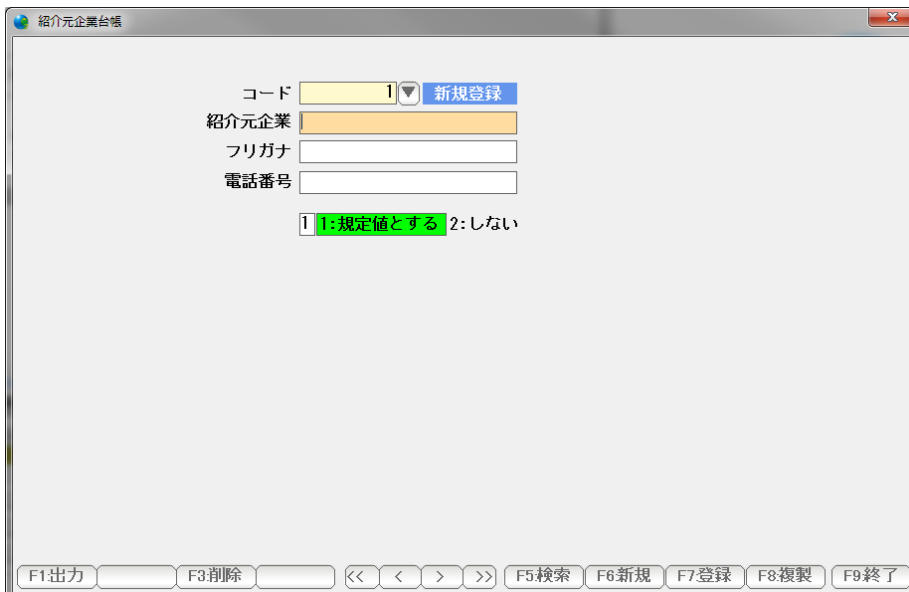 紹介元企業台帳
x
コード 1 ▼ 新規登録
紹介元企業
フリガナ
電話番号
1 1:規定値とする 2:しない
F1:出力 F3:削除 << < > >> F5:検索 F6:新規 F7:登録 F8:複製 F9:終了